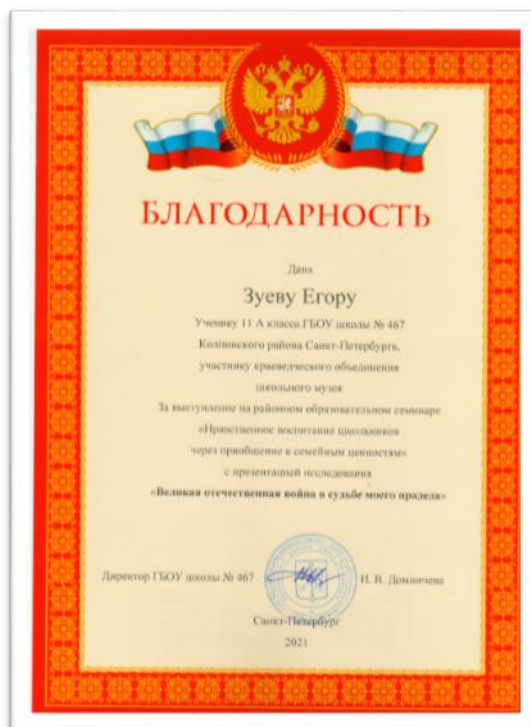 БЛАГОДАРНОСТЬ
Дана
Зуеву Егору
Ученику 11 А класса ГБОУ школы № 467
Колпинского района Санкт-Петербурга,
участнику краеведческого объединения
школьного музея
За выступление на районном образовательном семинаре
«Нравственное воспитание школьников
через приобщение к семейным ценностям»
с презентацией исследования
«Великая отечественная война в судьбе моего прадеда»
Директор ГБОУ школы № 467 И. В. Домничева
Санкт-Петербург
2021